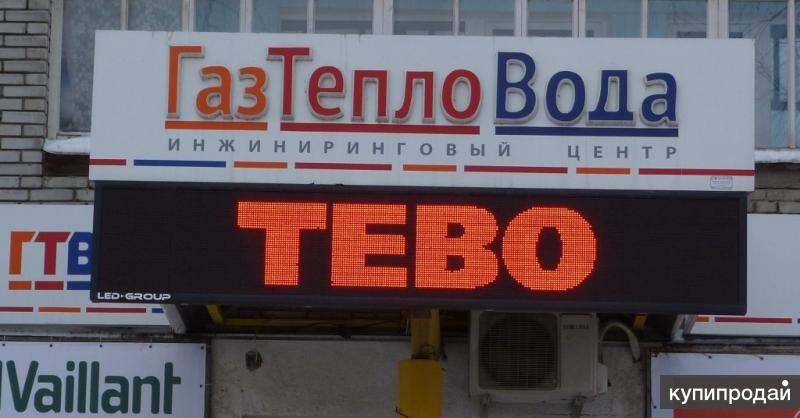 ГазТеплоВода
ИНЖИНИРИНГОВЫЙ ЦЕНТР
ТЕВО
ГТВ
LED-GROUP
Vaillant
купипродай